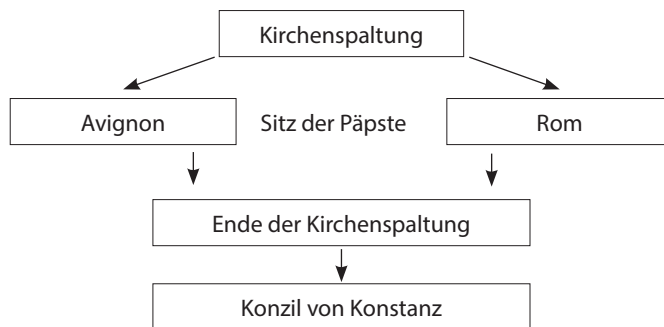 Kirchenspaltung
Avignon
Sitz der Päpste
Rom
Ende der Kirchenspaltung
Konzil von Konstanz